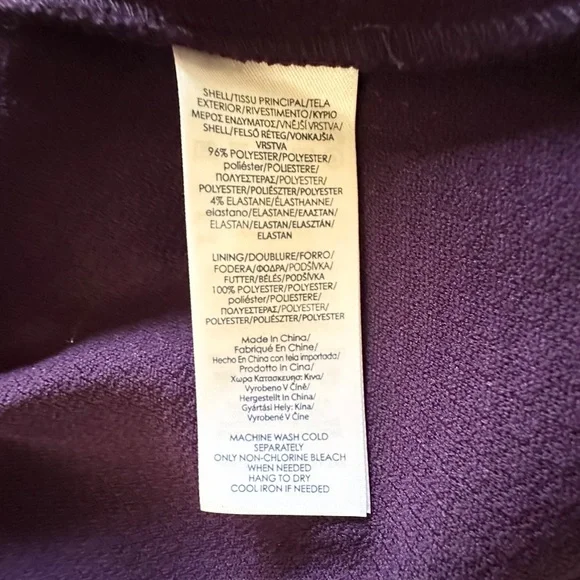 SHELL/TISSU PRINCIPAL/TELA
EXTERIOR/RIVESTIMENTO/ΚΥΡΙΟ
ΜΕΡΟΣ ΕΝΔΥΜΑΤΟΣ/VNĚJŠÍ VRSTVA/
SHELL/FELSŐ RÉTEG/VONKAJŠIA
VRSTVA
96% POLYESTER/POLYESTER/
poliéster/POLIESTERE/
ΠΟΛΥΕΣΤΕΡΑΣ/POLYESTER/
POLYESTER/POLIÉSZTER/POLYESTER
4% ELASTANE/ÉLASTHANNE/
elastano/ELASTANE/ΕΛΑΣΤΑΝ/
ELASTAN/ELASTAN/ELASZTÁN/
ELASTAN
LINING/DOUBLURE/FORRO/
FODERA/ΦΟΔΡΑ/PODŠÍVKA/
FUTTER/BÉLÉS/PODŠÍVKA
100% POLYESTER/POLYESTER/
poliéster/POLIESTERE/
ΠΟΛΥΕΣΤΕΡΑΣ/POLYESTER/
POLYESTER/POLIÉSZTER/POLYESTER
Made In China/
Fabriqué En Chine/
Hecho En China con tela importada/
Prodotto In Cina/
Χωρα Κατασκευησ: Κινα/
Vyrobeno V Číně/
Hergestellt In China/
Gyártási Hely: Kína/
Vyrobené V Číne
MACHINE WASH COLD
SEPARATELY
ONLY NON-CHLORINE BLEACH
WHEN NEEDED
HANG TO DRY
COOL IRON IF NEEDED